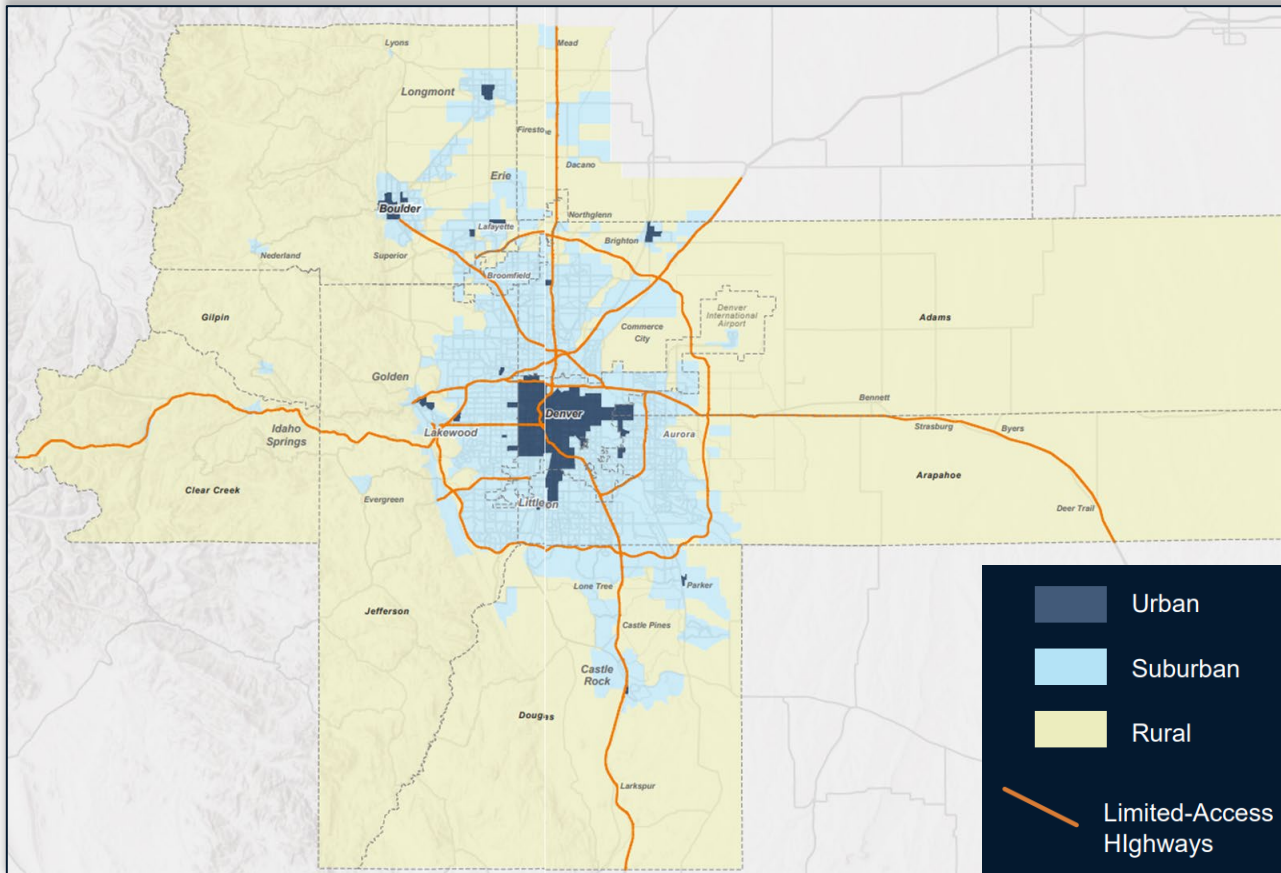 Lyons
Mead
Longmont
Firestone
Dacano
Erie
Boulder
Northglenn
Lafayette
Brighton
Nederland
Superior
Broomfield
Gilpin
Denver
International
Airport
Adams
Commerce
City
Golden
Bennett
Denver
Idaho
Springs
Lakewood
Aurora
Strasburg
Byers
Clear Creek
Evergreen
Arapahoe
Littleon
Deer Trail
Lone Tree
Parker
Jefferson
Castle Pines
Castle
Rock
Dougas
Larkspur
Urban
Suburban
Rural
Limited-Access
HIghways